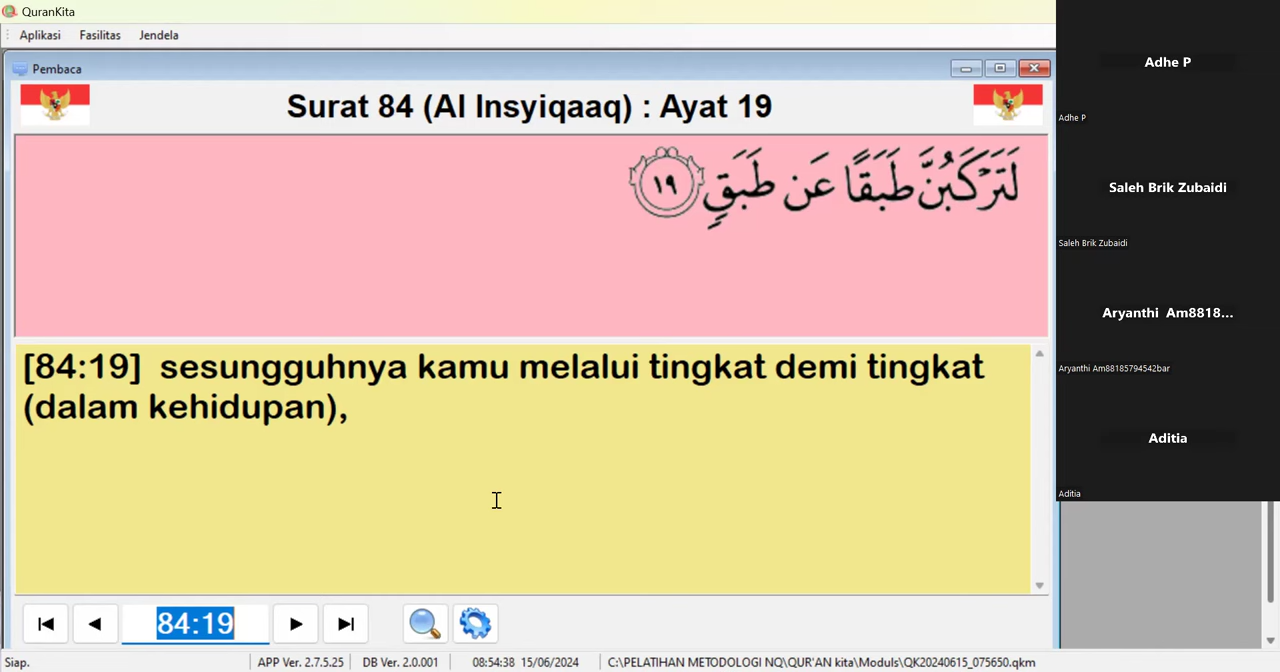 QuranKita
Aplikasi Fasilitas Jendela
Pembaca
Surat 84 (Al Insyiqaaq) : Ayat 19
لَتَرْكَبُنَّ طَبَقًا عَن طَبَقٍ ١٩
[84:19] sesungguhnya kamu melalui tingkat demi tingkat
(dalam kehidupan),
84:19
Siap. APP Ver. 2.7.5.25 DB Ver. 2.0.001 08:54:38 15/06/2024 C:\PELATIHAN METODOLOGI NQ\QUR'AN kita\Moduls\QK20240615_075650.qkm
Adhe P
Adhe P
Saleh Brik Zubaidi
Saleh Brik Zubaidi
Aryanthi Am8818...
Aryanthi Am88185794542bar
Aditia
Aditia